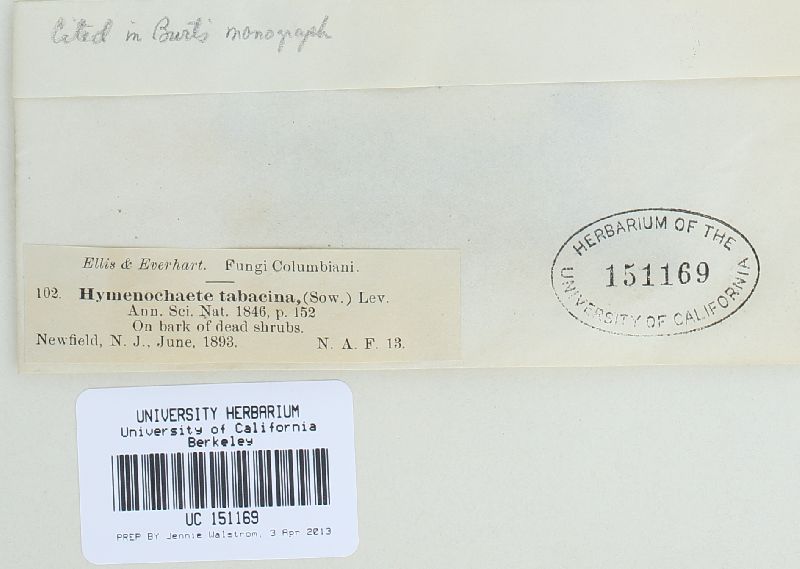 Cited in Burt's monograph
Ellis & Everhart. Fungi Columbiani.
102. Hymenochaete tabacina, (Sow.) Lev.
Ann. Sci. Nat. 1846, p. 152
On bark of dead shrubs.
Newfield, N. J., June, 1893. N. A. F. 13.
HERBARIUM OF THE
151169
UNIVERSITY OF CALIFORNIA
UNIVERSITY HERBARIUM
University of California
Berkeley
UC 151169
PREP BY Jennie Walstrom, 3 Apr 2013